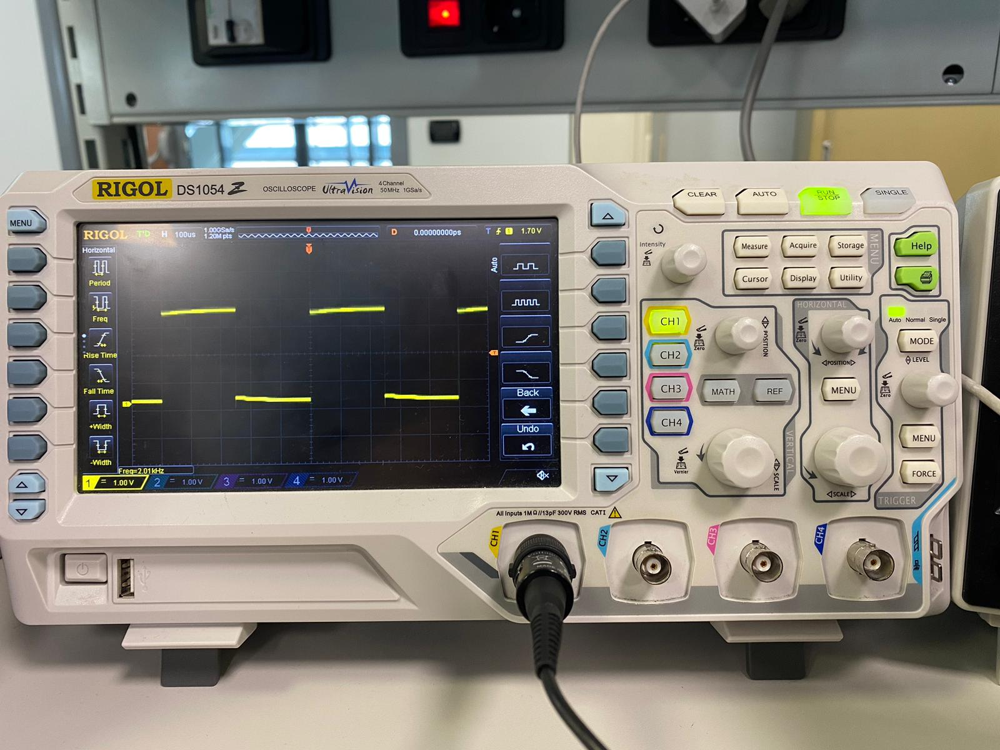 RIGOL DS1054 Z OSCILLOSCOPE UltraVision 4 Channel 50MHz 1GSa/s
MENU
RIGOL T'D H 100us 1.00GSa/s 1.20M pts D 0.00000000ps T 1 1.70 V
Horizontal
Period
Freq
Rise Time
Fall Time
+Width
-Width
T
T
T
1
Auto
Back
Undo
Freq=2.01kHz
1 = 1.00 V 2 = 1.00 V 3 = 1.00 V 4 = 1.00 V
CLEAR AUTO RUN STOP SINGLE
Intensity
Measure Acquire Storage
Cursor Display Utility
MENU
Help
CH1
CH2
CH3
CH4
Zero
POSITION
MATH REF
Vernier
VERTICAL
SCALE
HORIZONTAL
Zero
POSITION
MENU
SCALE
Auto Normal Single
MODE
LEVEL
Zero
MENU
FORCE
TRIGGER
All Inputs 1MΩ//13pF 300V RMS CAT I
CH1
CH2
CH3
CH4